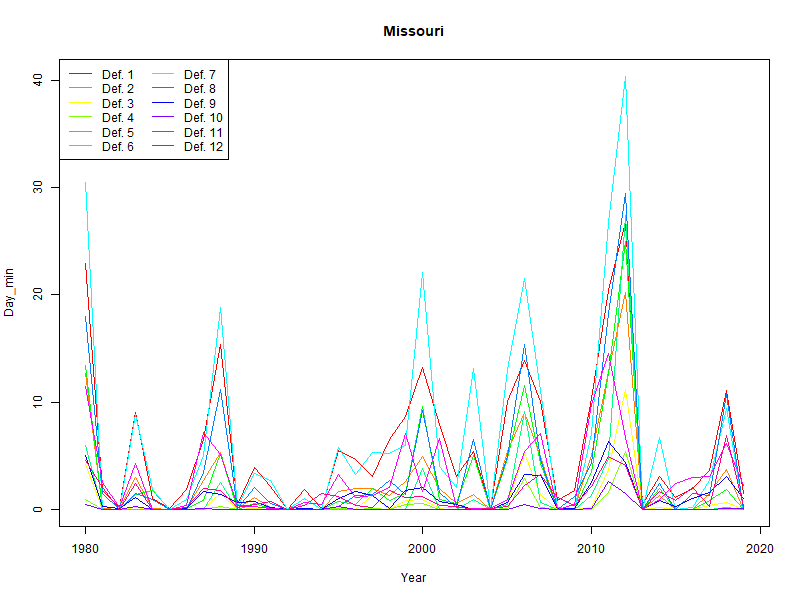 Missouri
Def. 1 Def. 7
Def. 2 Def. 8
Def. 3 Def. 9
Def. 4 Def. 10
Def. 5 Def. 11
Def. 6 Def. 12
40
30
20
10
0
Day_min
1980 1990 2000 2010 2020
Year